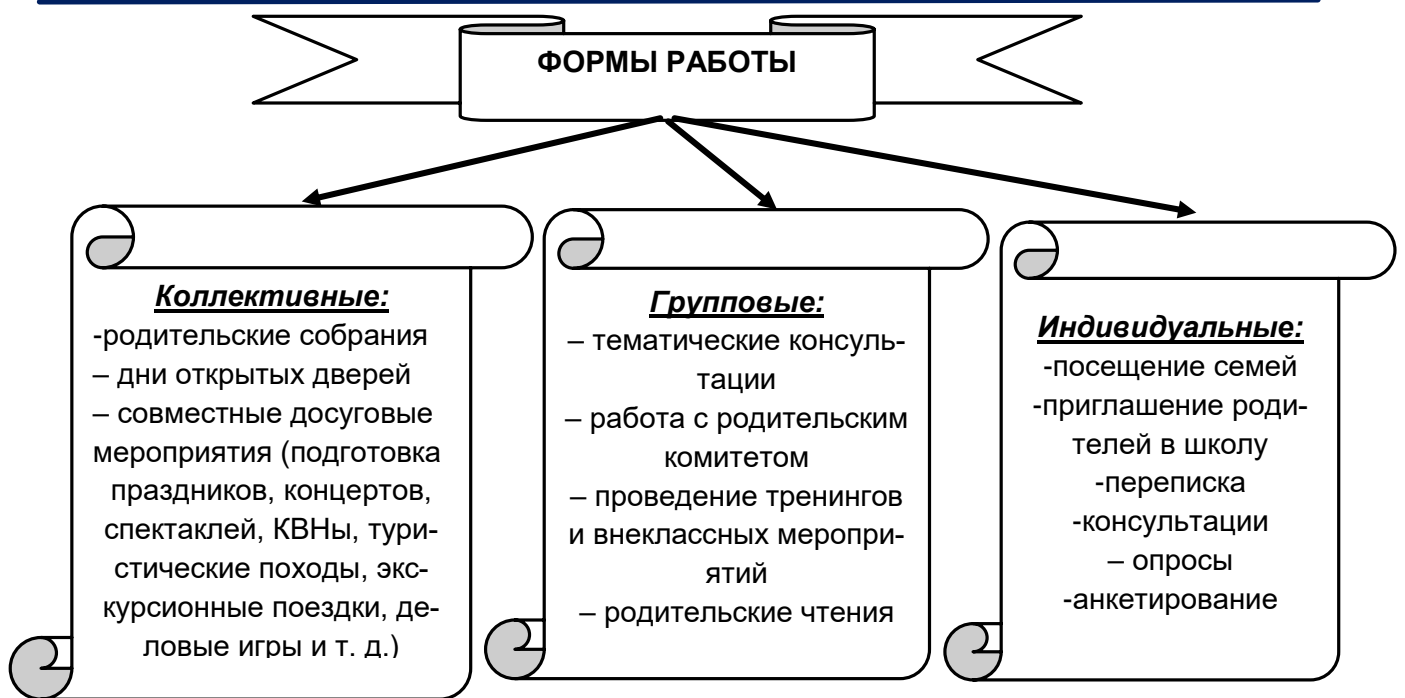 ФОРМЫ РАБОТЫ
Коллективные:
-родительские собрания
– дни открытых дверей
– совместные досуговые
мероприятия (подготовка
праздников, концертов,
спектаклей, КВНы, тури-
стические походы, экс-
курсионные поездки, де-
ловые игры и т. д.)
Групповые:
– тематические консуль-
тации
– работа с родительским
комитетом
– проведение тренингов
и внеклассных меропри-
ятий
– родительские чтения
Индивидуальные:
-посещение семей
-приглашение роди-
телей в школу
-переписка
-консультации
– опросы
-анкетирование